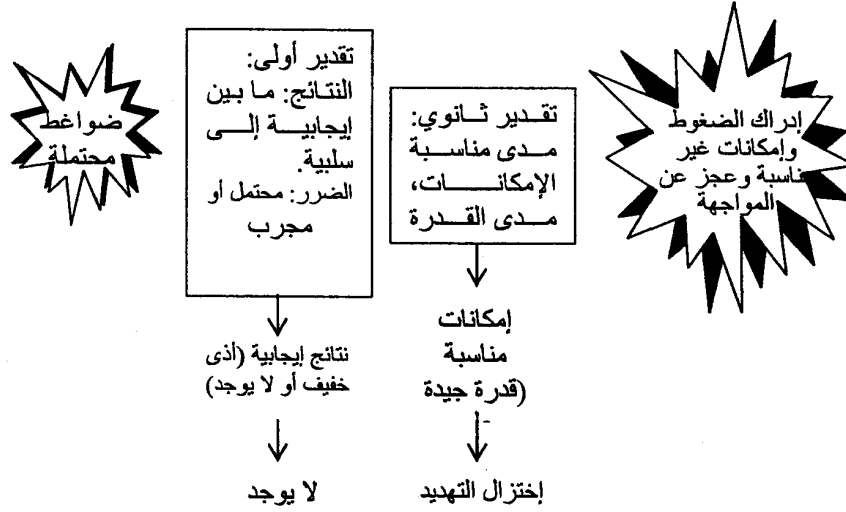 ضواغط
محتملة
تقدير أولى:
النتائج: ما بين
إيجابية إلى
سلبية.
الضرر: محتمل أو
مجرب
نتائج إيجابية (أذى
خفيف أو لا يوجد)
لا يوجد
تقدير ثانوي:
مدى مناسبة
الإمكانات،
مدى القدرة
إمكانات
مناسبة
(قدرة جيدة
إختزال التهديد
إدراك الضغوط
وإمكانات غير
ناسبة وعجز عن
المواجهة